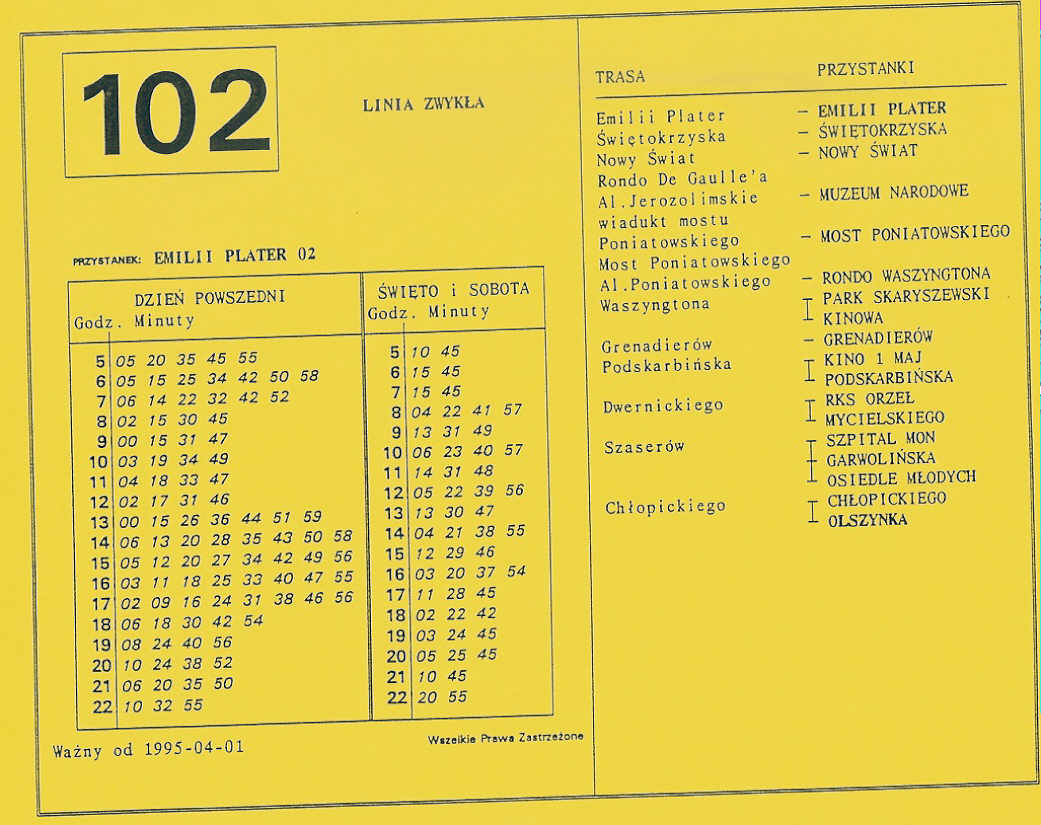 102
LINIA ZWYKŁA
PRZYSTANEK: EMILII PLATER 02
DZIEŃ POWSZEDNI
Godz. Minuty
5 05 20 35 45 55
6 05 15 25 34 42 50 58
7 06 14 22 32 42 52
8 02 15 30 45
9 00 15 31 47
10 03 19 34 49
11 04 18 33 47
12 02 17 31 46
13 00 15 26 36 44 51 59
14 06 13 20 28 35 43 50 58
15 05 12 20 27 34 42 49 56
16 03 11 18 25 33 40 47 55
17 02 09 16 24 31 38 46 56
18 06 18 30 42 54
19 08 24 40 56
20 10 24 38 52
21 06 20 35 50
22 10 32 55
ŚWIĘTO i SOBOTA
Godz. Minuty
5 10 45
6 15 45
7 15 45
8 04 22 41 57
9 13 31 49
10 06 23 40 57
11 14 31 48
12 05 22 39 56
13 13 30 47
14 04 21 38 55
15 12 29 46
16 03 20 37 54
17 11 28 45
18 02 22 42
19 03 24 45
20 05 25 45
21 10 45
22 20 55
Ważny od 1995-04-01
Wszelkie Prawa Zastrzeżone
TRASA PRZYSTANKI
Emilii Plater – EMILII PLATER
Świętokrzyska – ŚWIĘTOKRZYSKA
Nowy Świat – NOWY ŚWIAT
Rondo De Gaulle'a
Al.Jerozolimskie – MUZEUM NARODOWE
wiadukt mostu
Poniatowskiego – MOST PONIATOWSKIEGO
Most Poniatowskiego
Al.Poniatowskiego – RONDO WASZYNGTONA
Waszyngtona PARK SKARYSZEWSKI
KINOWA
Grenadierów – GRENADIERÓW
Podskarbińska KINO 1 MAJ
PODSKARBIŃSKA
Dwernickiego RKS ORZEŁ
MYCIELSKIEGO
Szaserów SZPITAL MON
GARWOLIŃSKA
OSIEDLE MŁODYCH
Chłopickiego CHŁOPICKIEGO
OLSZYNKA